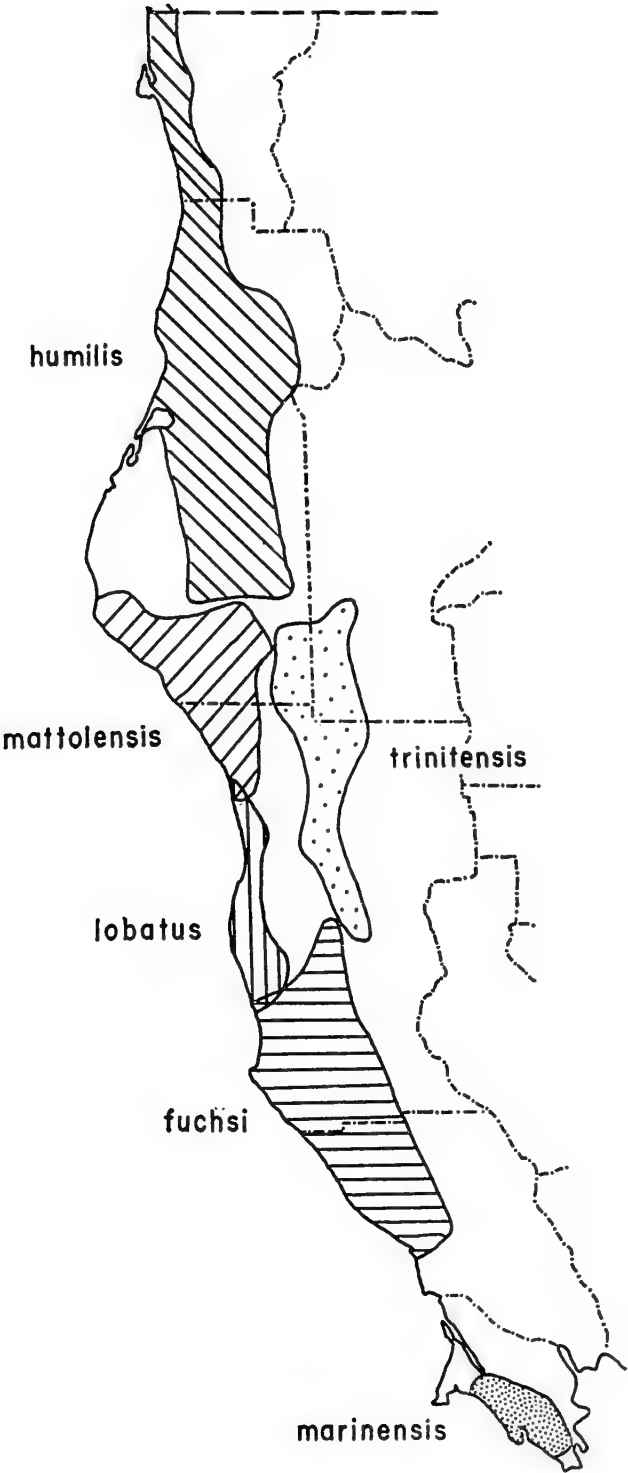 humilis
mattolensis
trinitensis
lobatus
fuchsi
marinensis